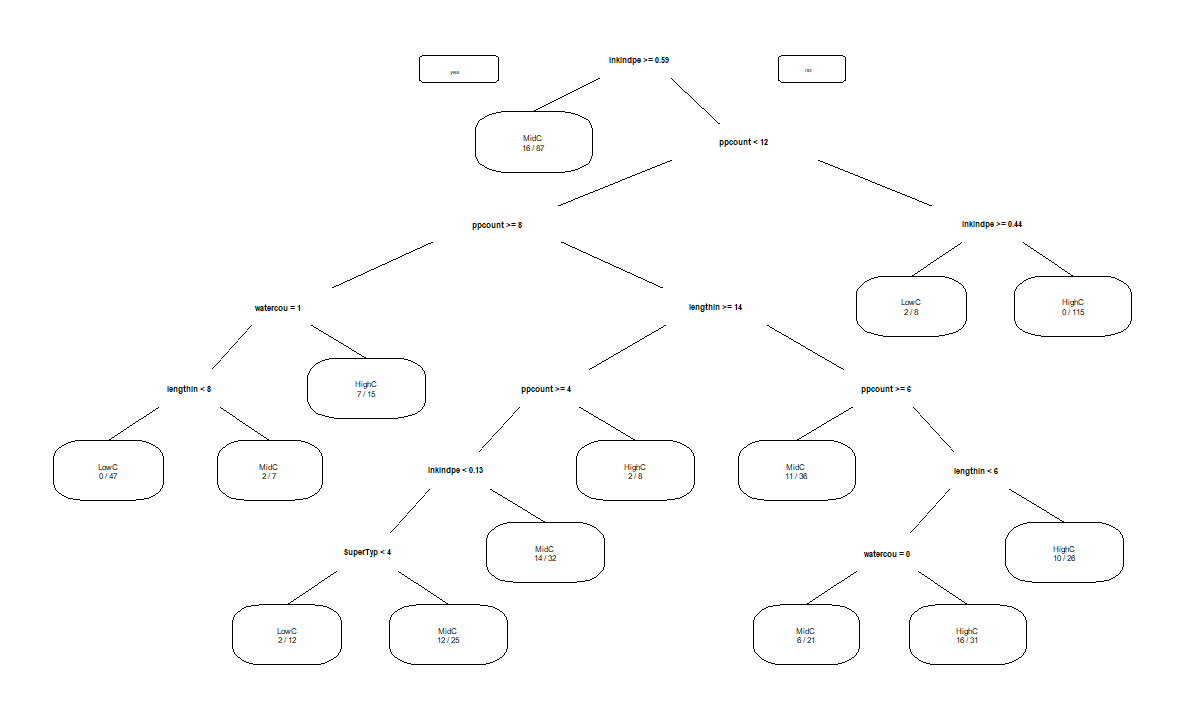 inkindpe >= 0.59
yes
no
MidC
16 / 87
ppcount < 12
ppcount >= 8
inkindpe >= 0.44
watercou = 1
lengthin >= 14
LowC
2 / 8
HighC
0 / 115
lengthin < 8
HighC
7 / 15
ppcount >= 4
ppcount >= 6
LowC
0 / 47
MidC
2 / 7
inkindpe < 0.13
HighC
2 / 8
MidC
11 / 36
lengthin < 6
SuperTyp < 4
MidC
14 / 32
watercou = 0
HighC
10 / 26
LowC
2 / 12
MidC
12 / 25
MidC
6 / 21
HighC
16 / 31